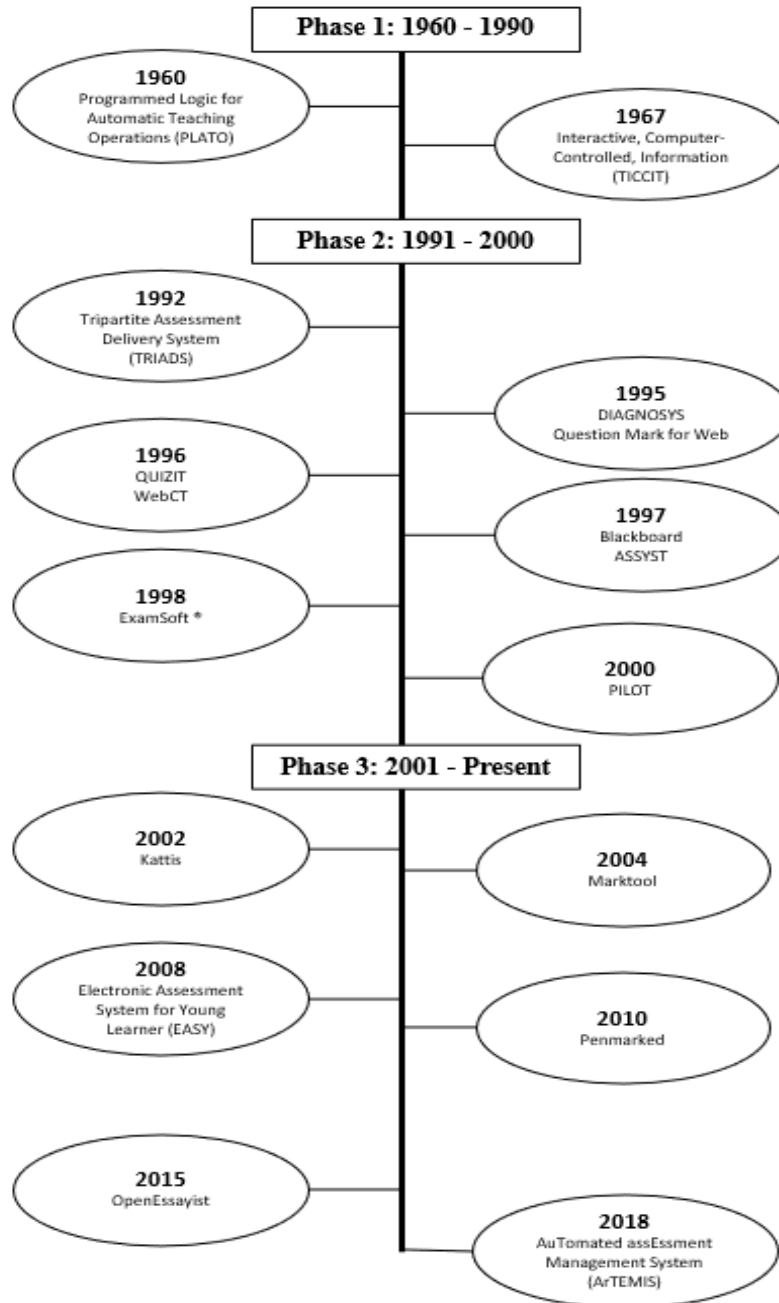 Phase 1: 1960 - 1990
1960
Programmed Logic for
Automatic Teaching
Operations (PLATO)
1967
Interactive, Computer-
Controlled, Information
(TICCIT)
Phase 2: 1991 - 2000
1992
Tripartite Assessment
Delivery System
(TRIADS)
1995
DIAGNOSYS
Question Mark for Web
1996
QUIZIT
WebCT
1997
Blackboard
ASSYST
1998
ExamSoft ®
2000
PILOT
Phase 3: 2001 - Present
2002
Kattis
2004
Marktool
2008
Electronic Assessment
System for Young
Learner (EASY)
2010
Penmarked
2015
OpenEssayist
2018
AuTomated assEssment
Management System
(ArTEMIS)